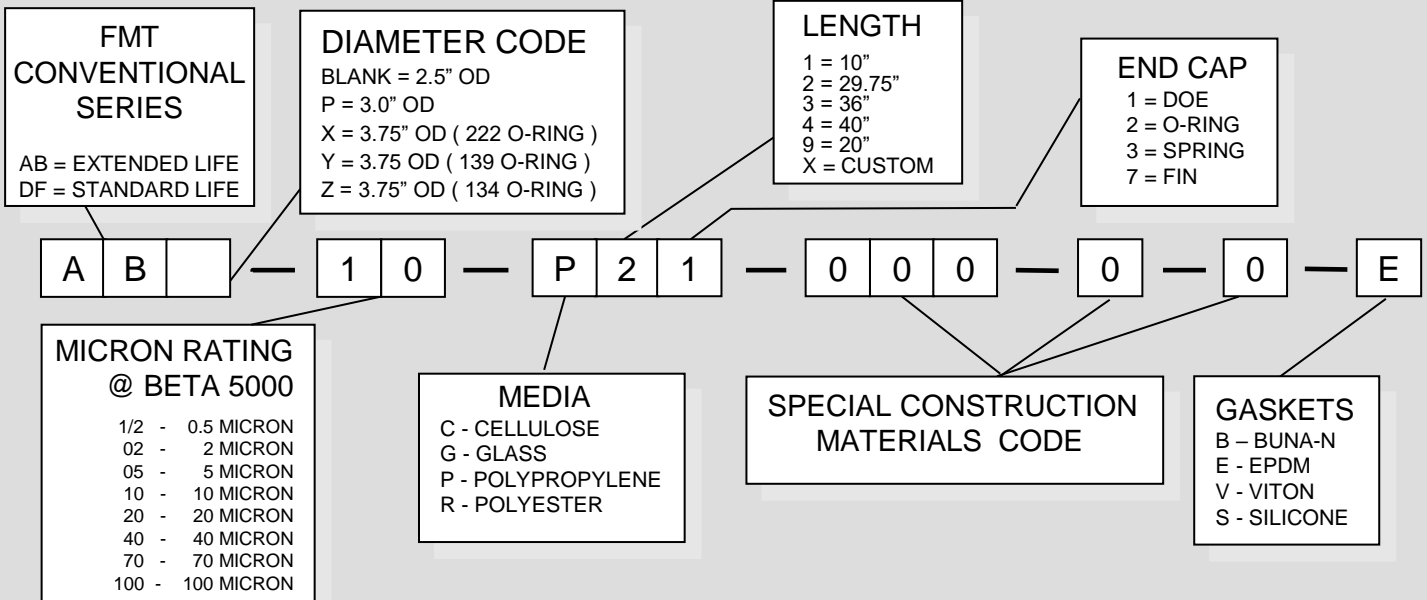 FMT
CONVENTIONAL
SERIES
AB = EXTENDED LIFE
DF = STANDARD LIFE
DIAMETER CODE
BLANK = 2.5” OD
P = 3.0” OD
X = 3.75” OD ( 222 O-RING )
Y = 3.75 OD ( 139 O-RING )
Z = 3.75” OD ( 134 O-RING )
LENGTH
1 = 10”
2 = 29.75”
3 = 36”
4 = 40”
9 = 20”
X = CUSTOM
END CAP
1 = DOE
2 = O-RING
3 = SPRING
7 = FIN
A B — 1 0 — P 2 1 — 0 0 0 — 0 — 0 — E
MICRON RATING
@ BETA 5000
1/2 - 0.5 MICRON
02 - 2 MICRON
05 - 5 MICRON
10 - 10 MICRON
20 - 20 MICRON
40 - 40 MICRON
70 - 70 MICRON
100 - 100 MICRON
MEDIA
C - CELLULOSE
G - GLASS
P - POLYPROPYLENE
R - POLYESTER
SPECIAL CONSTRUCTION
MATERIALS CODE
GASKETS
B – BUNA-N
E - EPDM
V - VITON
S - SILICONE